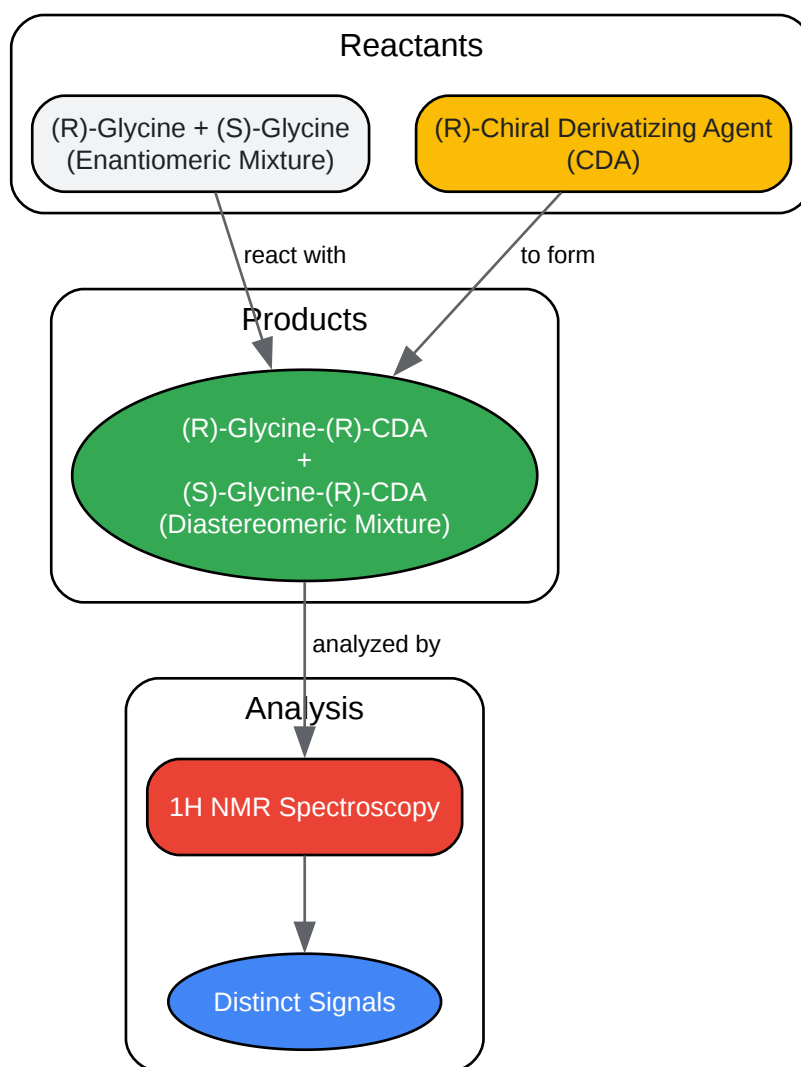 Reactants
(R)-Glycine + (S)-Glycine
(Enantiomeric Mixture)
(R)-Chiral Derivatizing Agent
(CDA)
react with
to form
Products
(R)-Glycine-(R)-CDA
+
(S)-Glycine-(R)-CDA
(Diastereomeric Mixture)
analyzed by
Analysis
1H NMR Spectroscopy
Distinct Signals